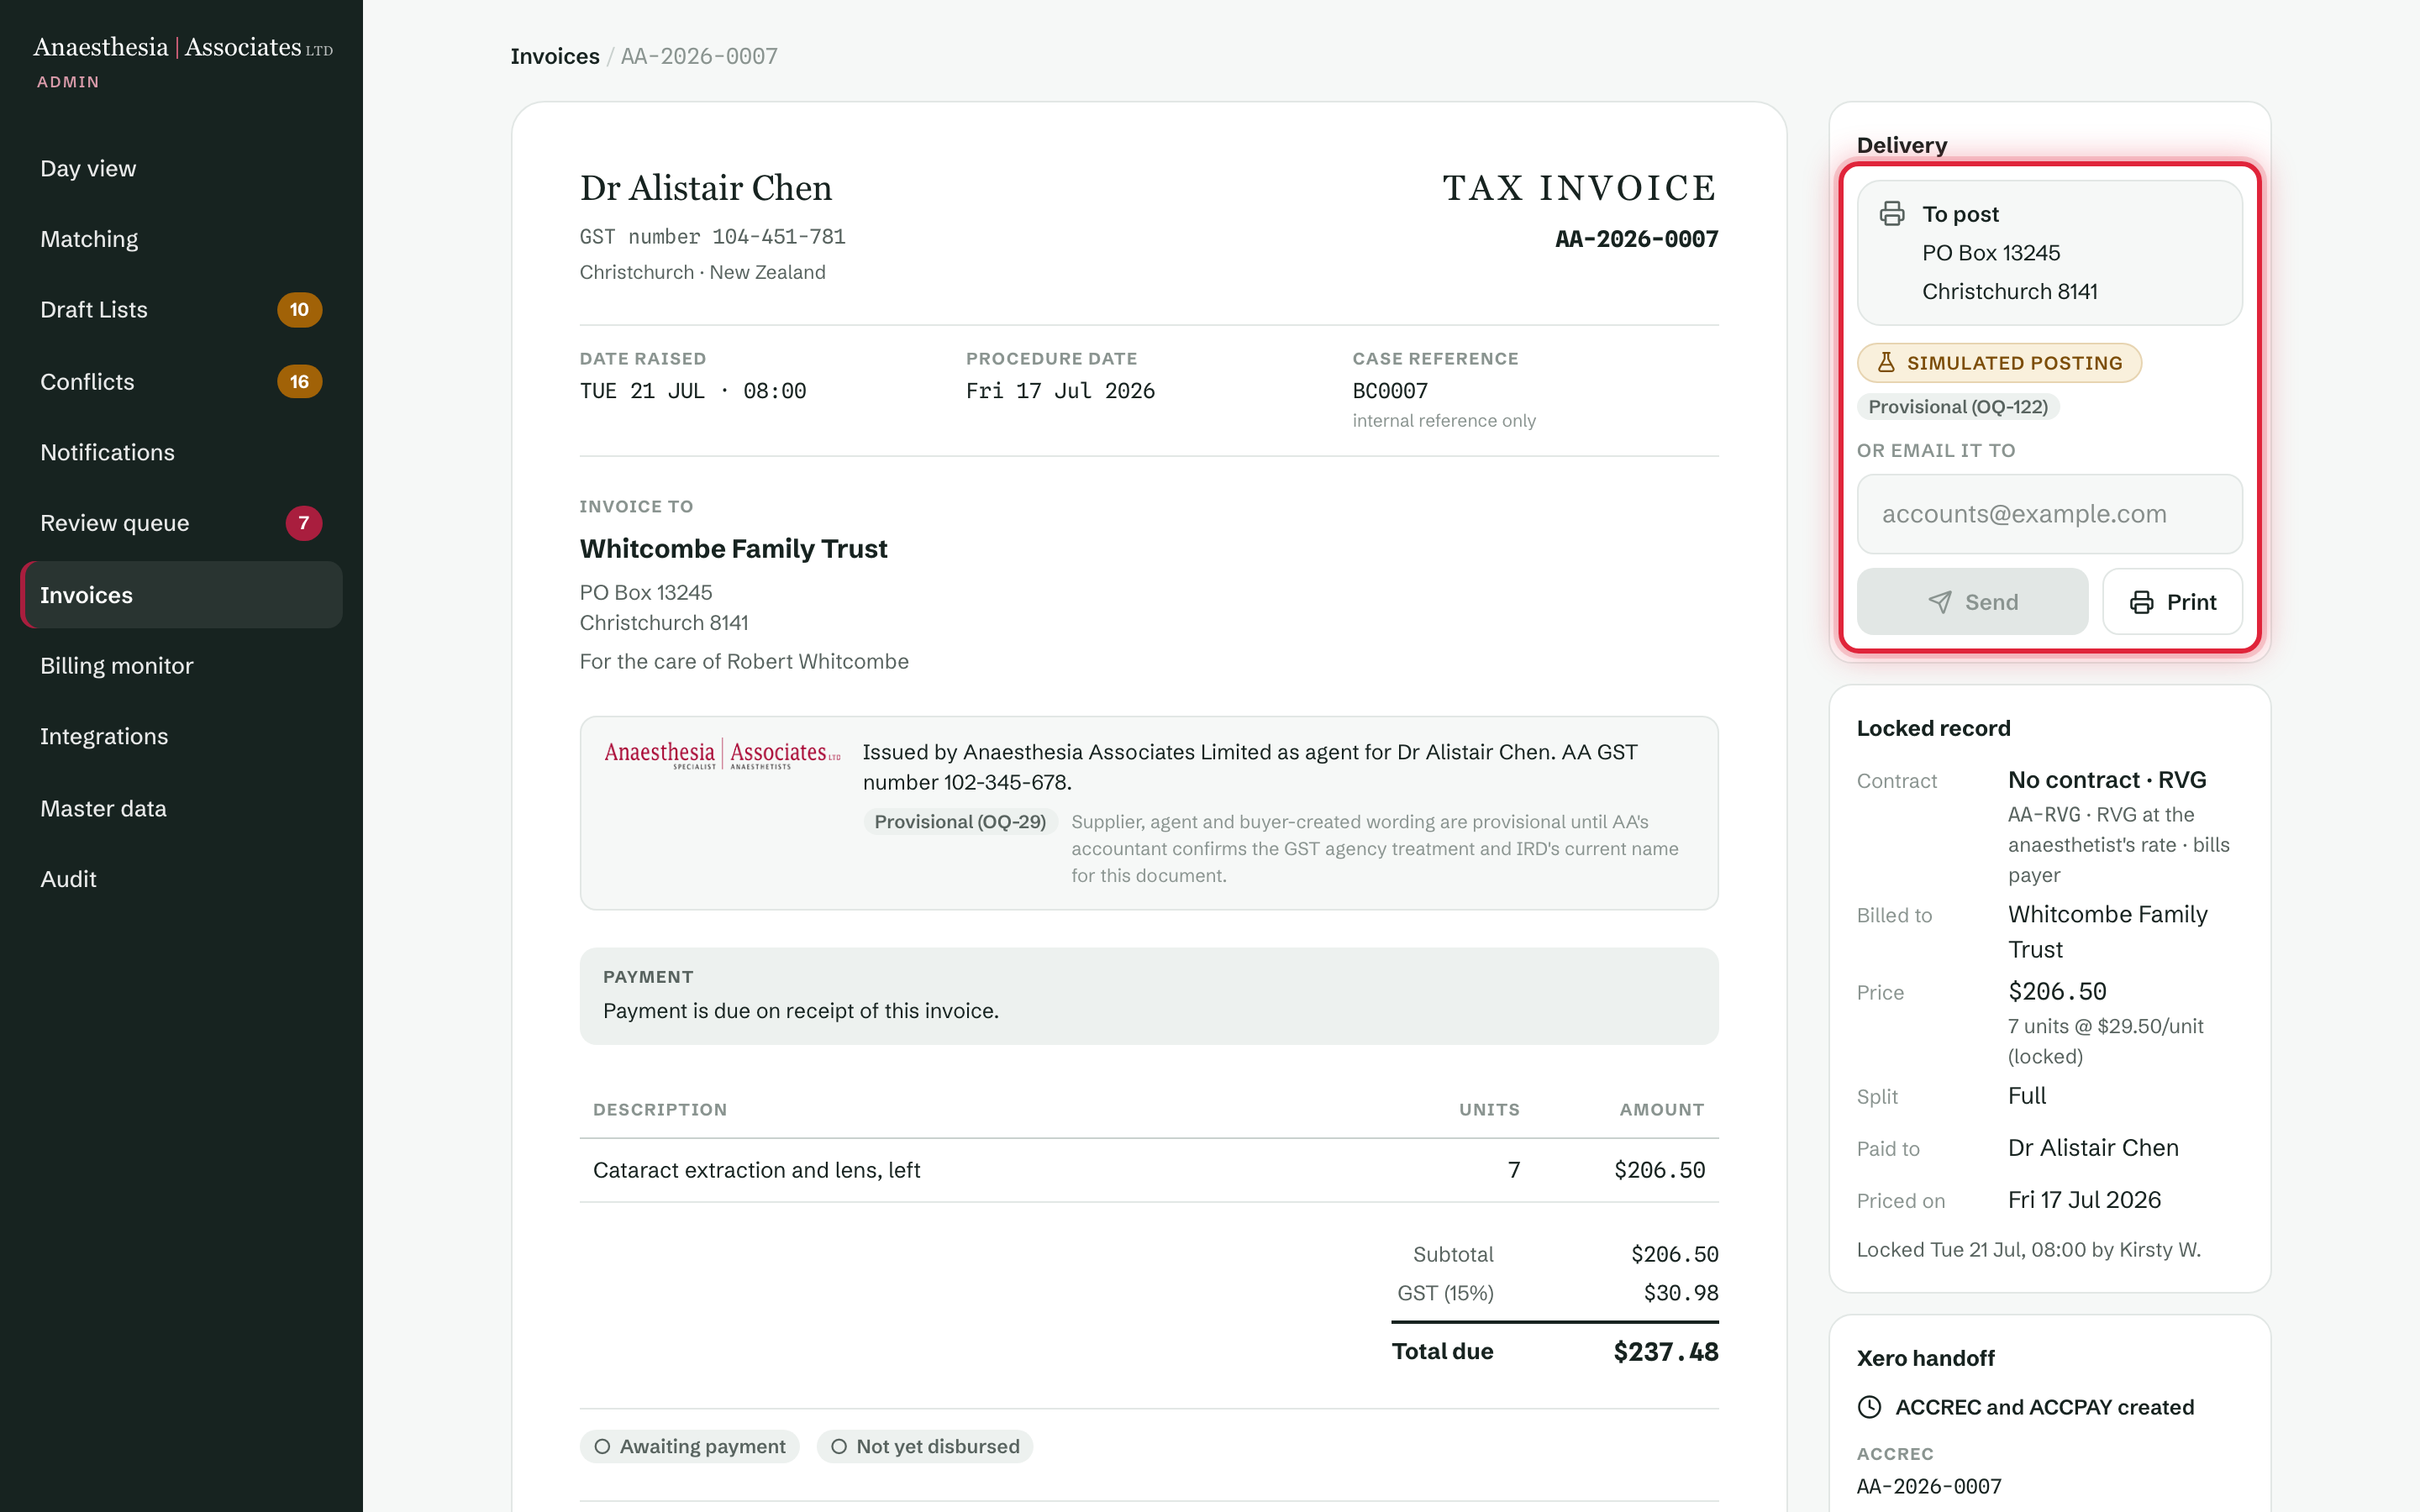 Anaesthesia | Associates LTD
ADMIN
Day view
Matching
Draft Lists 10
Conflicts 16
Notifications
Review queue 7
Invoices
Billing monitor
Integrations
Master data
Audit
Invoices / AA-2026-0007
Dr Alistair Chen
GST number 104-451-781
Christchurch · New Zealand
TAX INVOICE
AA-2026-0007
DATE RAISED
TUE 21 JUL · 08:00
PROCEDURE DATE
Fri 17 Jul 2026
CASE REFERENCE
BC0007
internal reference only
INVOICE TO
Whitcombe Family Trust
PO Box 13245
Christchurch 8141
For the care of Robert Whitcombe
Anaesthesia | Associates LTD
SPECIALIST ANAESTHETISTS
Issued by Anaesthesia Associates Limited as agent for Dr Alistair Chen. AA GST
number 102-345-678.
Provisional (OQ-29)
Supplier, agent and buyer-created wording are provisional until AA's
accountant confirms the GST agency treatment and IRD's current name
for this document.
PAYMENT
Payment is due on receipt of this invoice.
DESCRIPTION UNITS AMOUNT
Cataract extraction and lens, left 7 $206.50
Subtotal $206.50
GST (15%) $30.98
Total due $237.48
Awaiting payment
Not yet disbursed
Delivery
To post
PO Box 13245
Christchurch 8141
SIMULATED POSTING
Provisional (OQ-122)
OR EMAIL IT TO
accounts@example.com
Send
Print
Locked record
Contract No contract · RVG
AA-RVG · RVG at the
anaesthetist's rate · bills
payer
Billed to Whitcombe Family
Trust
Price $206.50
7 units @ $29.50/unit
(locked)
Split Full
Paid to Dr Alistair Chen
Priced on Fri 17 Jul 2026
Locked Tue 21 Jul, 08:00 by Kirsty W.
Xero handoff
ACCREC and ACCPAY created
ACCREC
AA-2026-0007